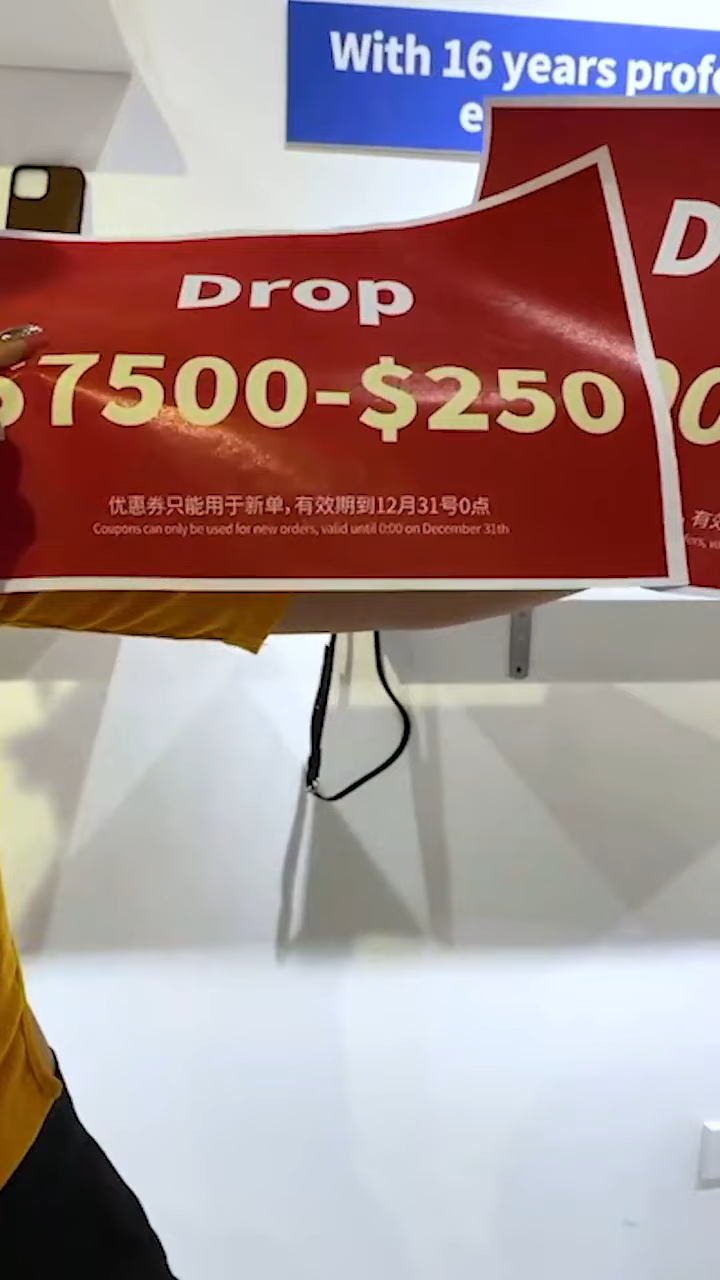 With 16 years
Drop
7500-$250
优惠券只能用于新单，有效期到12月31号0点
Coupons can only be used for new orders, valid until 0:00 on December 31th
D